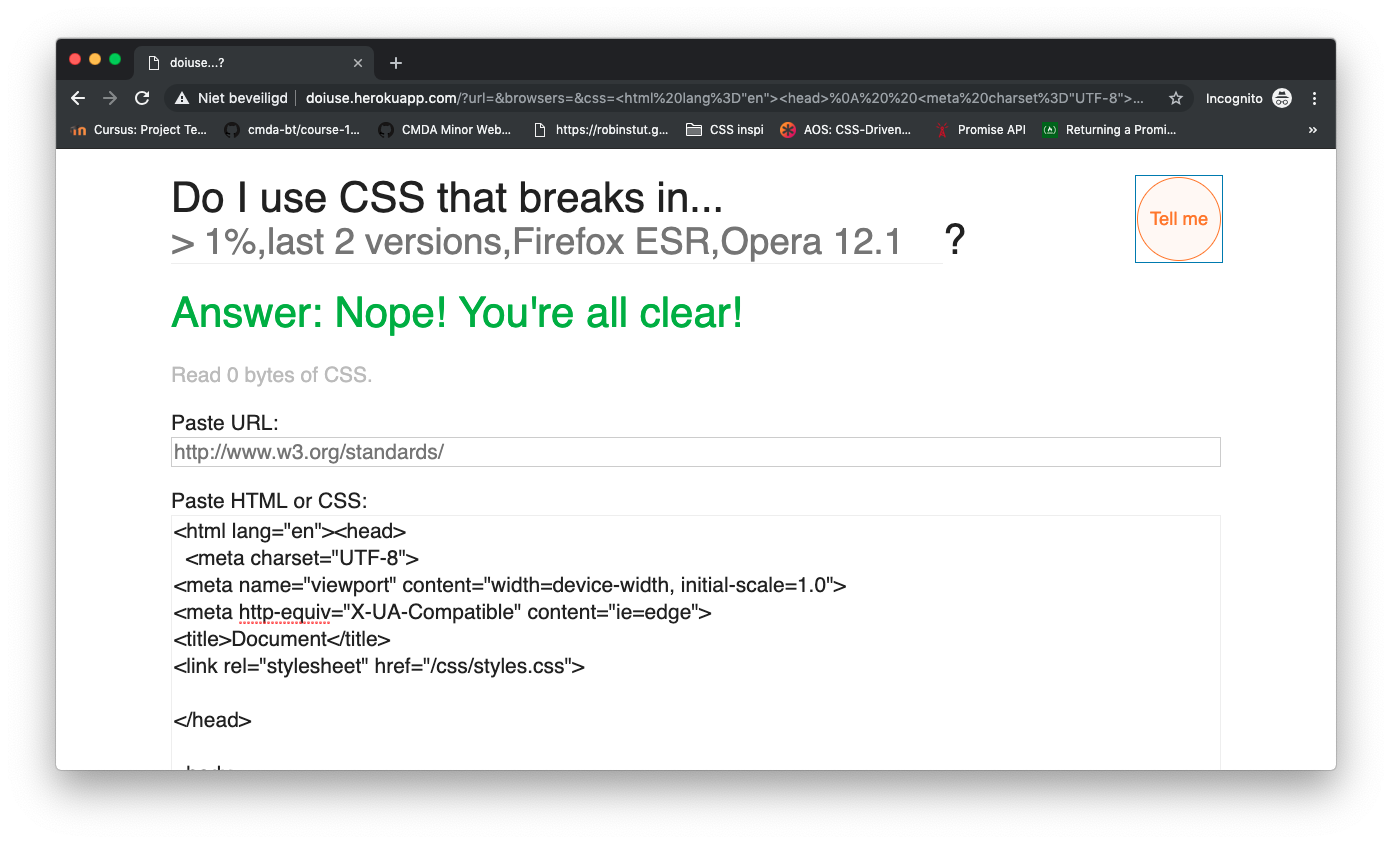 doiuse...?
Niet beveiligd doiuse.herokuapp.com/?url=&browsers=&css=<html%20lang%3D"en"><head>%0A%20%20<meta%20charset%3D"UTF-8">... Incognito
Cursus: Project Te... cmda-bt/course-1... CMDA Minor Web... https://robinstut.g... CSS inspi AOS: CSS-Driven... Promise API Returning a Promi... »
Do I use CSS that breaks in...
> 1%,last 2 versions,Firefox ESR,Opera 12.1 ?
Tell me
Answer: Nope! You're all clear!
Read 0 bytes of CSS.
Paste URL:
http://www.w3.org/standards/
Paste HTML or CSS:
<html lang="en"><head>
<meta charset="UTF-8">
<meta name="viewport" content="width=device-width, initial-scale=1.0">
<meta http-equiv="X-UA-Compatible" content="ie=edge">
<title>Document</title>
<link rel="stylesheet" href="/css/styles.css">
</head>